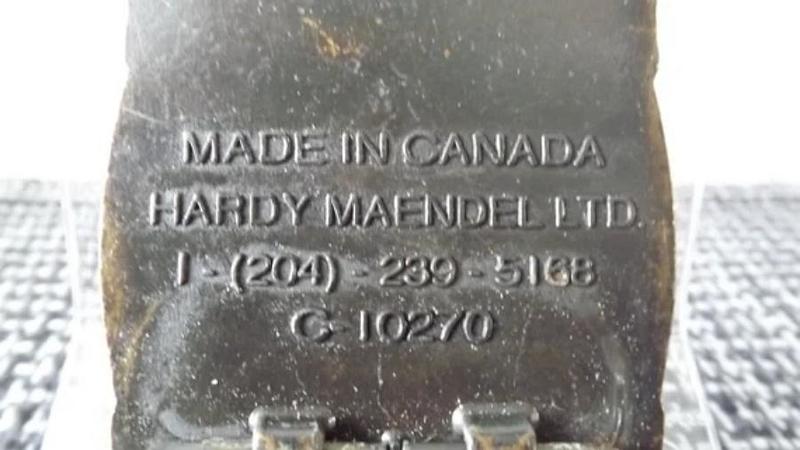 MADE IN CANADA
HARDY MAENDEL LTD.
1-(204)-239-5168
C-10270